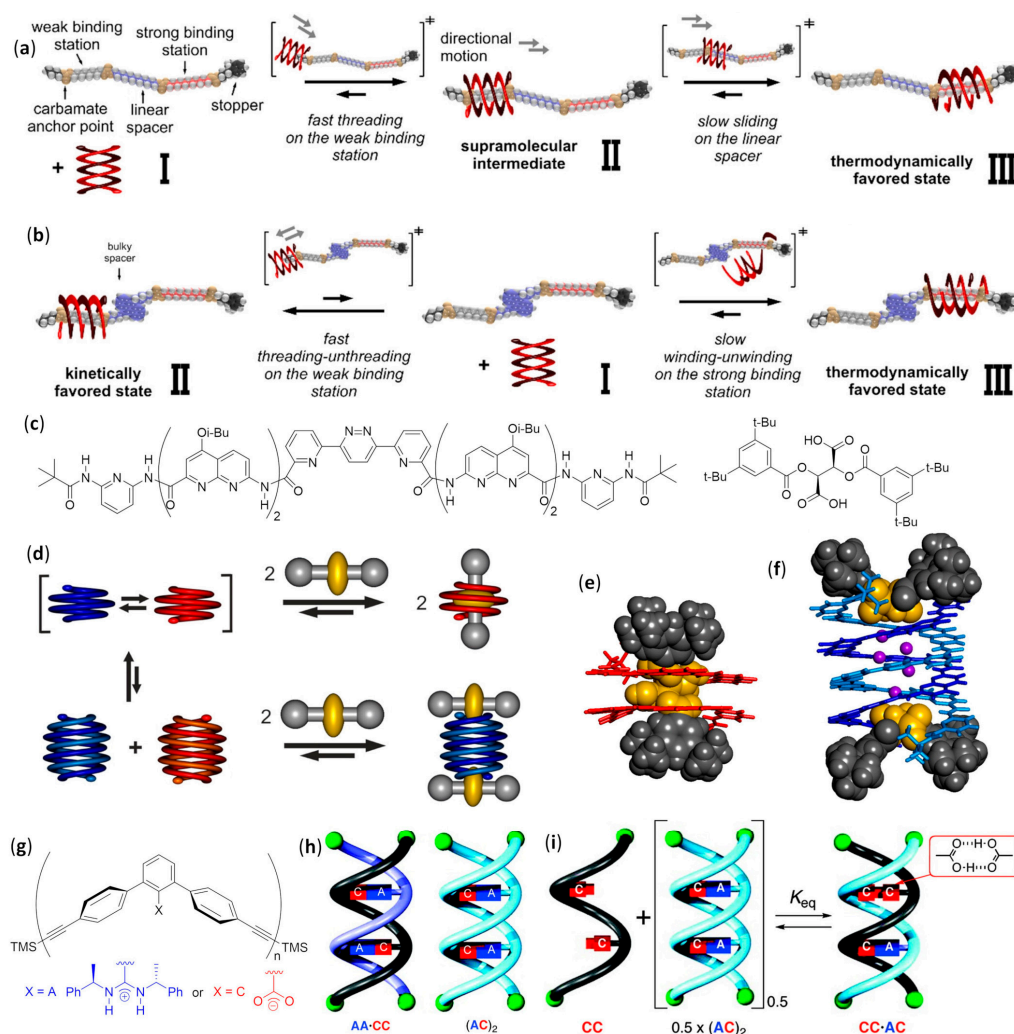 (a)
weak binding
station
strong binding
station
carbamate
anchor point
linear
spacer
stopper
+
I
fast threading
on the weak binding
station
‡
directional
motion
supramolecular
intermediate
II
slow sliding
on the linear
spacer
‡
thermodynamically
favored state
III
(b)
bulky
spacer
kinetically
favored state
II
‡
fast
threading-unthreading
on the weak binding
station
+
I
‡
slow
winding-unwinding
on the strong binding
station
thermodynamically
favored state
III
(c)
Oi-Bu
N=N
Oi-Bu
O
H
N
N
H
N
O
N
N
N
H
2
O
N
N
O
N
H
N
N
O
2
H
N
N
H
N
O
t-Bu
t-Bu
O
O
HO
O
O
OH
O
O
t-Bu
t-Bu
(d)
2
2
+
2
(e)
(f)
(g)
X
TMS
TMS
n
X = A
Ph
N
H
⊕
N
H
Ph
or
X = C
O
⊖
O
(h)
C A
A C
AA·CC
C A
C A
(AC)2
(i)
C
C
CC
+
C A
C A
0.5
0.5 x (AC)2
Keq
C C
C A
CC·AC
O····H-O
O-H····O